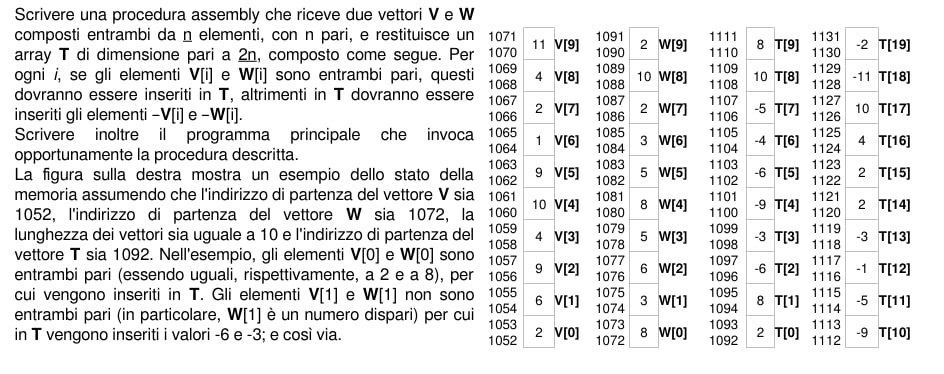 Scrivere una procedura assembly che riceve due vettori V e W
composti entrambi da n elementi, con n pari, e restituisce un
array T di dimensione pari a 2n, composto come segue. Per
ogni i, se gli elementi V[i] e W[i] sono entrambi pari, questi
dovranno essere inseriti in T, altrimenti in T dovranno essere
inseriti gli elementi –V[i] e –W[i].
Scrivere inoltre il programma principale che invoca
opportunamente la procedura descritta.
La figura sulla destra mostra un esempio dello stato della
memoria assumendo che l'indirizzo di partenza del vettore V sia
1052, l'indirizzo di partenza del vettore W sia 1072, la
lunghezza dei vettori sia uguale a 10 e l'indirizzo di partenza del
vettore T sia 1092. Nell'esempio, gli elementi V[0] e W[0] sono
entrambi pari (essendo uguali, rispettivamente, a 2 e a 8), per
cui vengono inseriti in T. Gli elementi V[1] e W[1] non sono
entrambi pari (in particolare, W[1] è un numero dispari) per cui
in T vengono inseriti i valori -6 e -3; e così via.
1071 1091 1111 1131
11 V[9] 2 W[9] 8 T[9] -2 T[19]
1070 1090 1110 1130
1069 1089 1109 1129
4 V[8] 10 W[8] 10 T[8] -11 T[18]
1068 1088 1108 1128
1067 1087 1107 1127
2 V[7] 2 W[7] -5 T[7] 10 T[17]
1066 1086 1106 1126
1065 1085 1105 1125
1 V[6] 3 W[6] -4 T[6] 4 T[16]
1064 1084 1104 1124
1063 1083 1103 1123
9 V[5] 5 W[5] -6 T[5] 2 T[15]
1062 1082 1102 1122
1061 1081 1101 1121
10 V[4] 8 W[4] -9 T[4] 2 T[14]
1060 1080 1100 1120
1059 1079 1099 1119
4 V[3] 5 W[3] -3 T[3] -3 T[13]
1058 1078 1098 1118
1057 1077 1097 1117
9 V[2] 6 W[2] -6 T[2] -1 T[12]
1056 1076 1096 1116
1055 1075 1095 1115
6 V[1] 3 W[1] 8 T[1] -5 T[11]
1054 1074 1094 1114
1053 1073 1093 1113
2 V[0] 8 W[0] 2 T[0] -9 T[10]
1052 1072 1092 1112